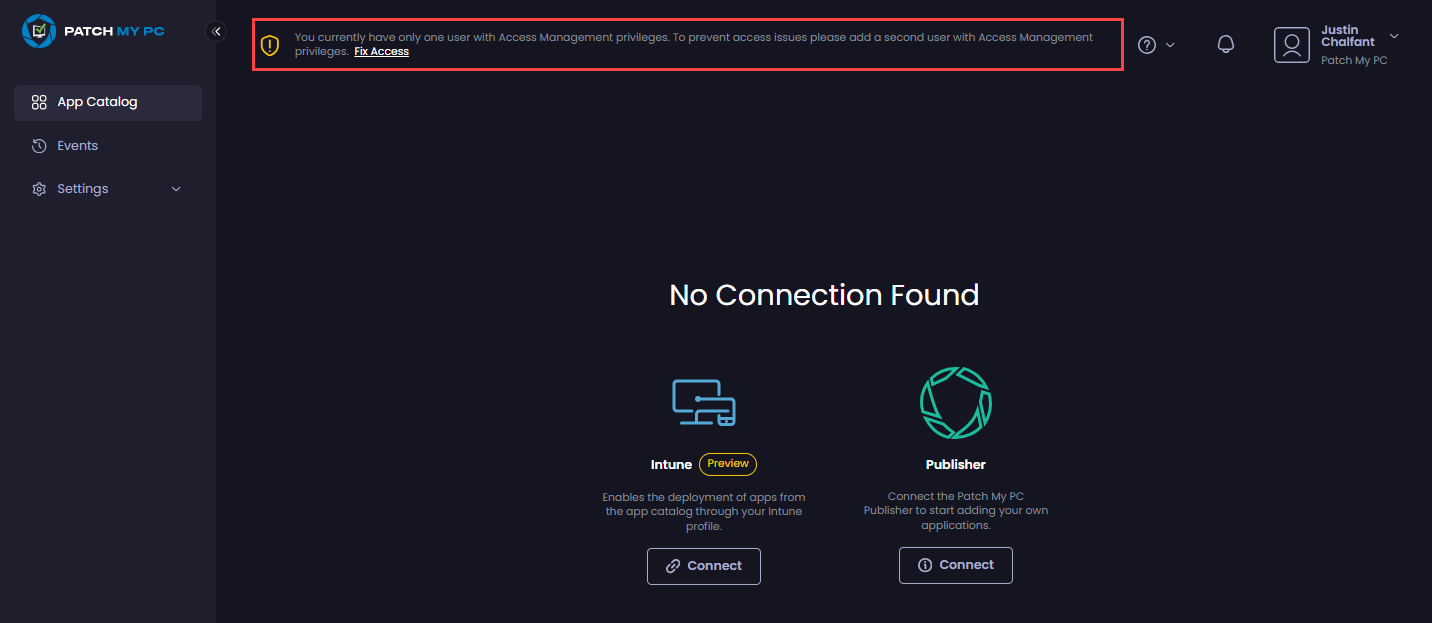 PATCH MY PC
You currently have only one user with Access Management privileges. To prevent access issues please add a second user with Access Management
privileges. Fix Access
Justin
Chalfant
Patch My PC
App Catalog
Events
Settings
No Connection Found
Intune Preview
Enables the deployment of apps from
the app catalog through your Intune
profile.
Connect
Publisher
Connect the Patch My PC
Publisher to start adding your own
applications.
Connect